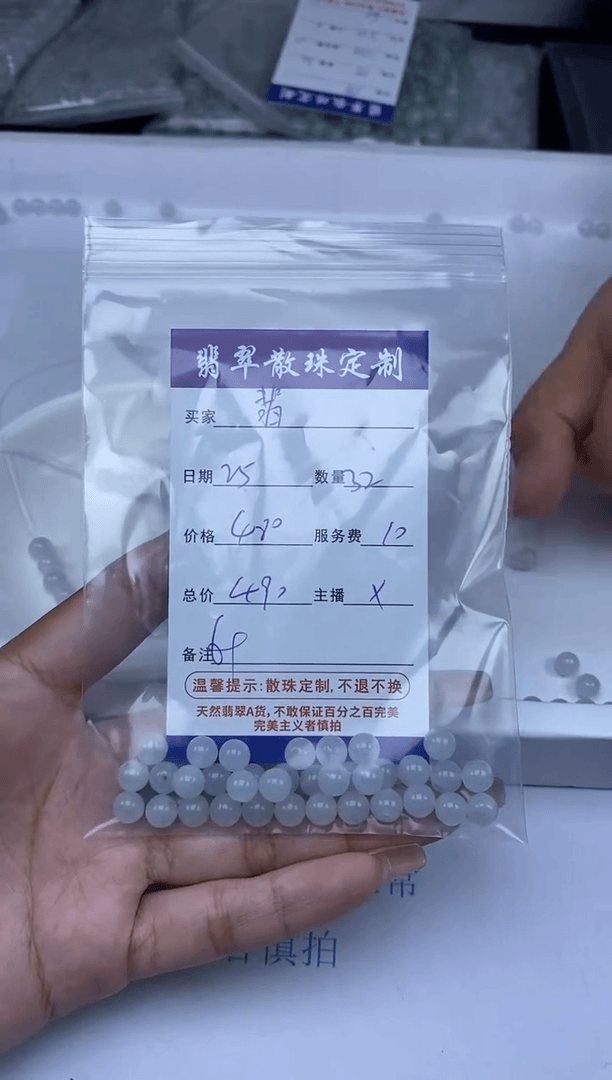 翡翠散珠定制
买家 翡
日期 25 数量 32
价格 480 服务费 10
总价 490 主播 X
备注
温馨提示:散珠定制,不退不换
天然翡翠A货,不敢保证百分之百完美
完美主义者慎拍
常
慎拍